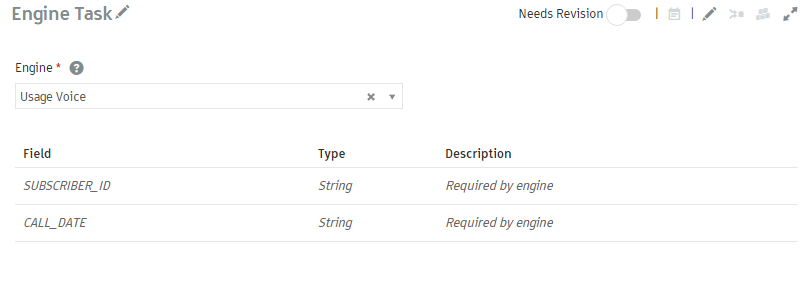 Engine Task
Needs Revision
Engine *
Usage Voice
Field Type Description
SUBSCRIBER_ID String Required by engine
CALL_DATE String Required by engine